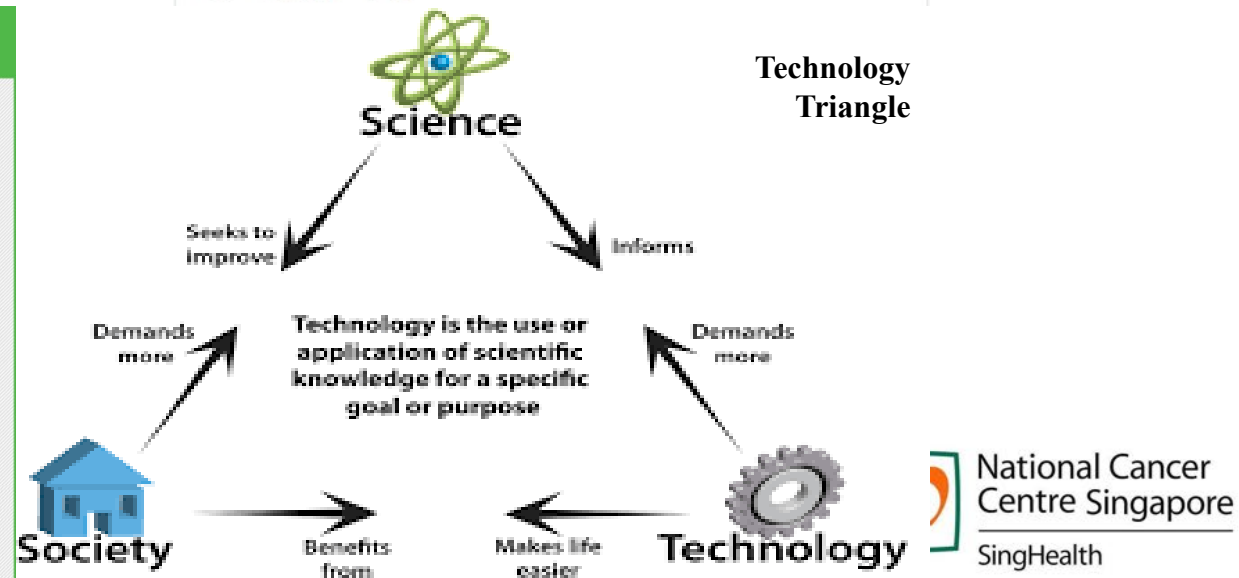 Technology
Triangle
Science
Seeks to
improve
Informs
Demands
more
Technology is the use or
application of scientific
knowledge for a specific
goal or purpose
Demands
more
Society
Benefits
from
Makes life
easier
Technology
National Cancer
Centre Singapore
SingHealth